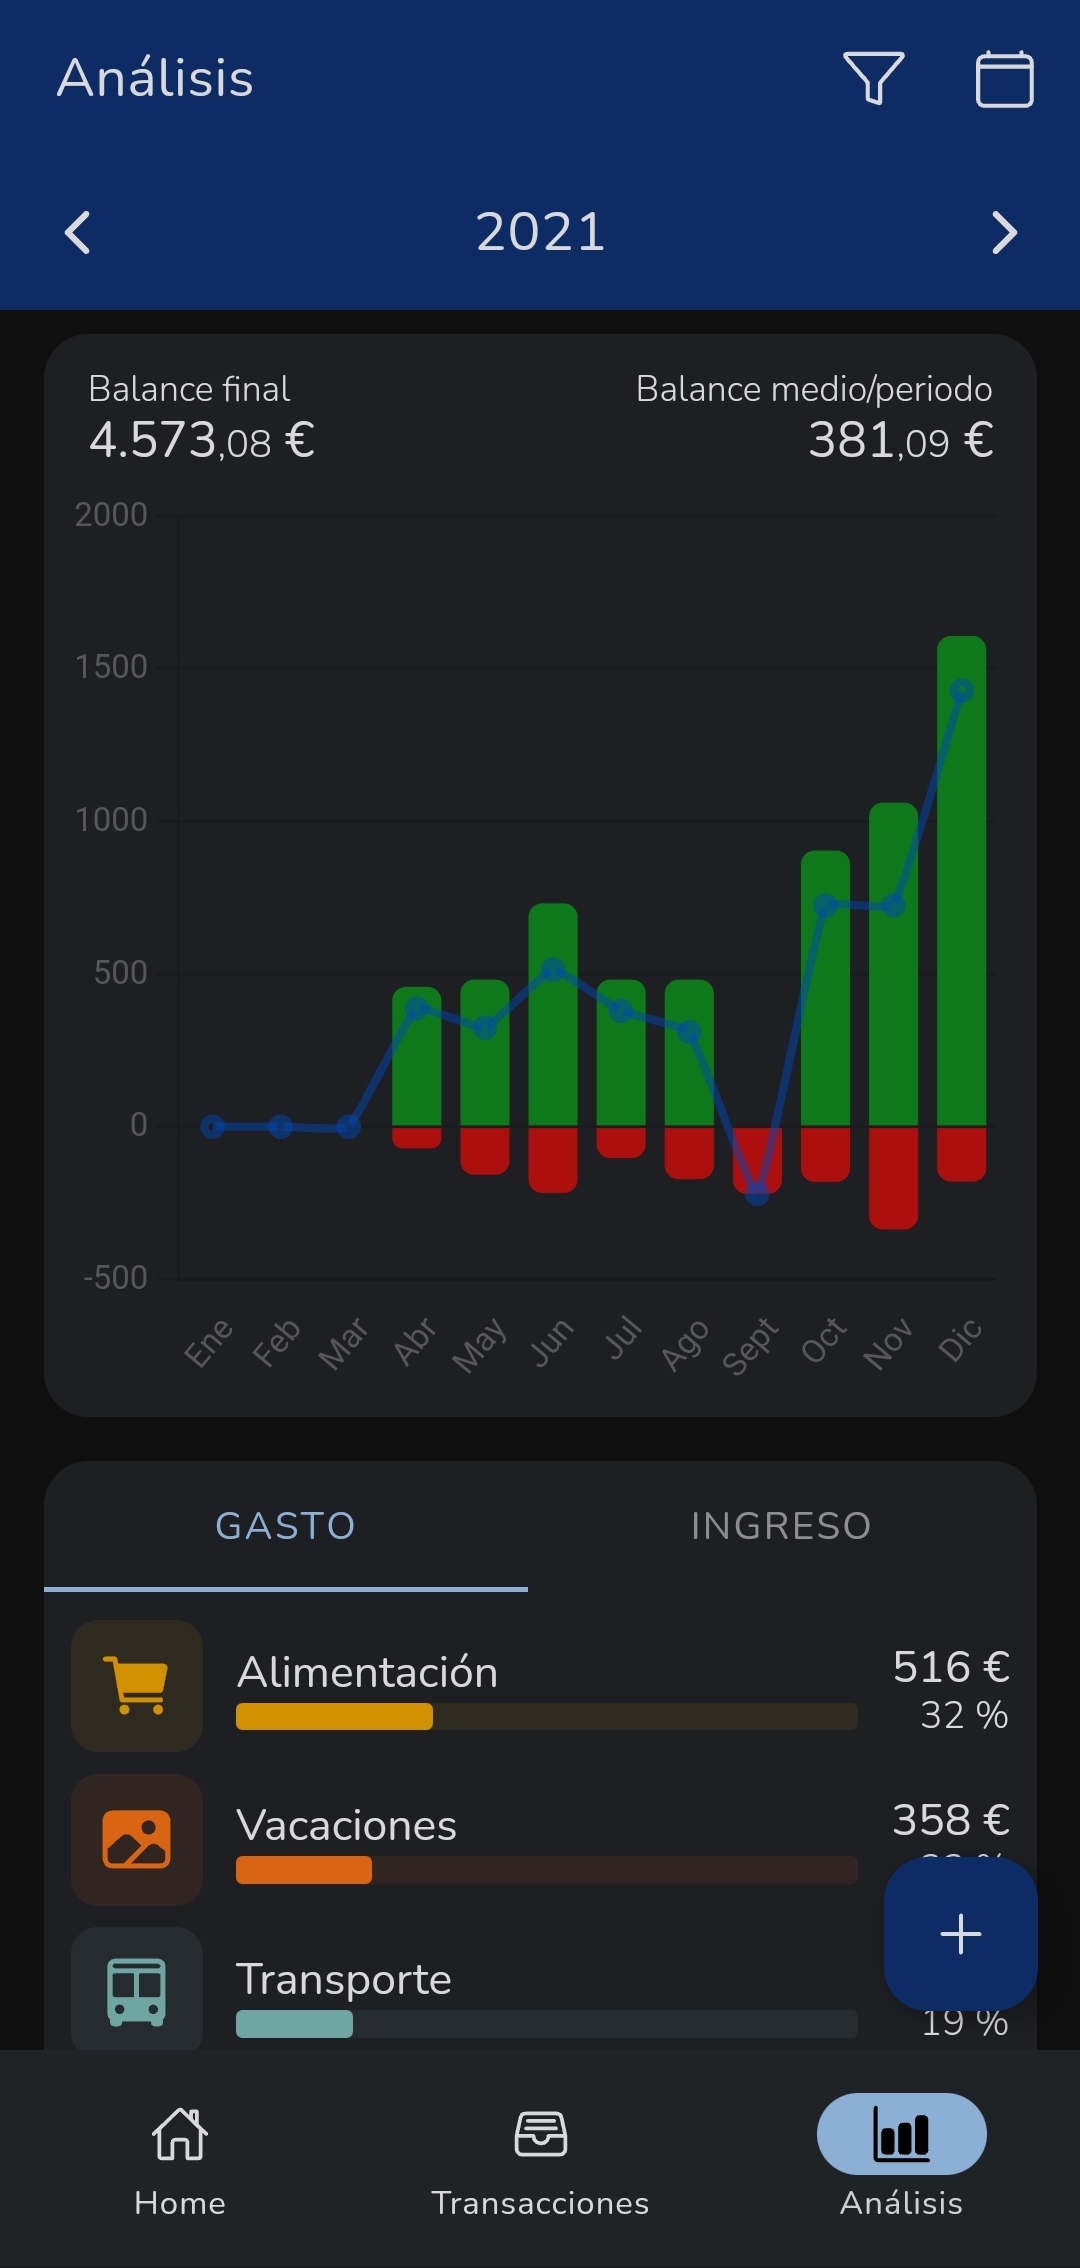 Análisis
2021
Balance final
Balance medio/periodo
4.573,08 €
381,09 €
2000
1500
1000
500
0
-500
Ene Feb Mar Abr May Jun Jul Ago Sept Oct Nov Dic
GASTO
INGRESO
Alimentación
516 €
32 %
Vacaciones
358 €
Transporte
19 %
Home
Transacciones
Análisis